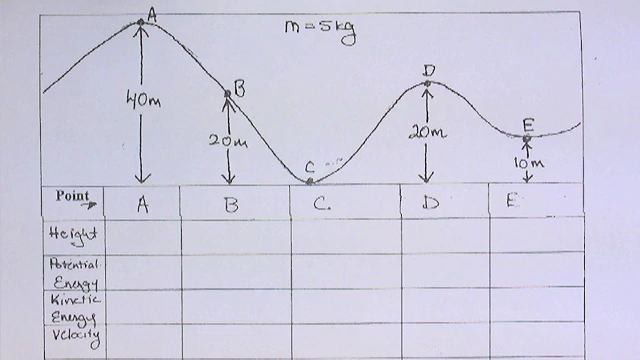 A
m = 5kg
B
D
40m
20m
20m
E
C
10m
Point
A
B
C.
D
E
Height
Potential
Energy
Kinetic
Energy
Velocity